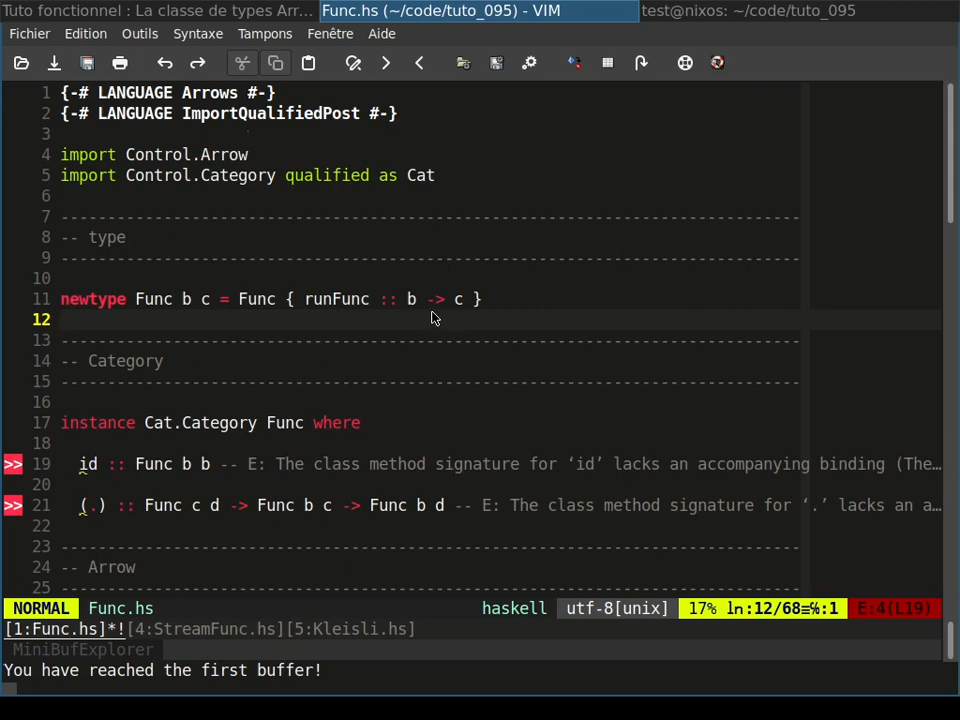 Tuto fonctionnel : La classe de types Arr... Func.hs (~/code/tuto_095) - VIM test@nixos: ~/code/tuto_095
Fichier Edition Outils Syntaxe Tampons Fenêtre Aide
1 {-# LANGUAGE Arrows #-}
2 {-# LANGUAGE ImportQualifiedPost #-}
3
4 import Control.Arrow
5 import Control.Category qualified as Cat
6
7 -------------------------------------------------------------------------------
8 -- type
9 -------------------------------------------------------------------------------
10
11 newtype Func b c = Func { runFunc :: b -> c }
12
13 -------------------------------------------------------------------------------
14 -- Category
15 -------------------------------------------------------------------------------
16
17 instance Cat.Category Func where
18
>> 19 id :: Func b b -- E: The class method signature for ‘id’ lacks an accompanying binding (The…
20
>> 21 (.) :: Func c d -> Func b c -> Func b d -- E: The class method signature for ‘.’ lacks an a…
22
23 -------------------------------------------------------------------------------
24 -- Arrow
25 -------------------------------------------------------------------------------
NORMAL Func.hs haskell utf-8[unix] 17% ln:12/68≡℅:1 E:4(L19)
[1:Func.hs]*![4:StreamFunc.hs][5:Kleisli.hs]
MiniBufExplorer
You have reached the first buffer!